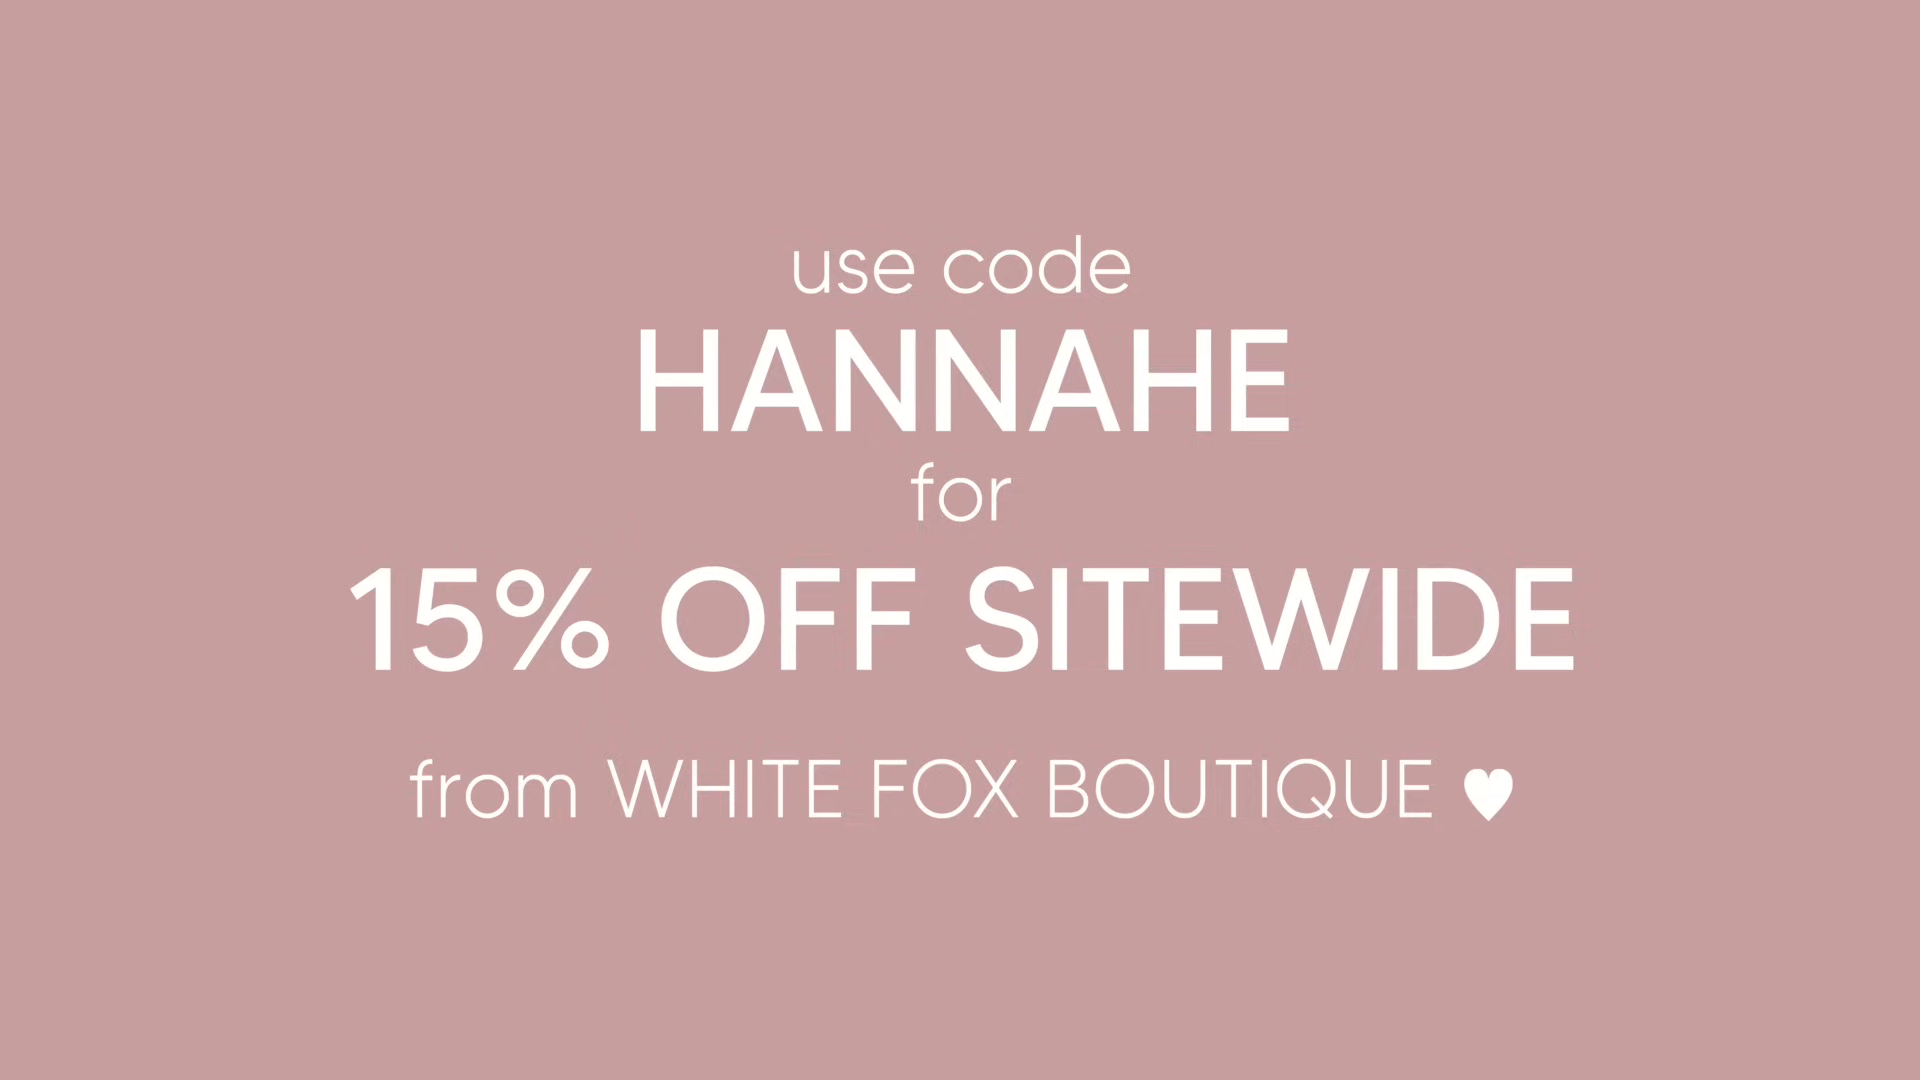 use code
HANNAHE
for
15% OFF SITEWIDE
from WHITE FOX BOUTIQUE ♥